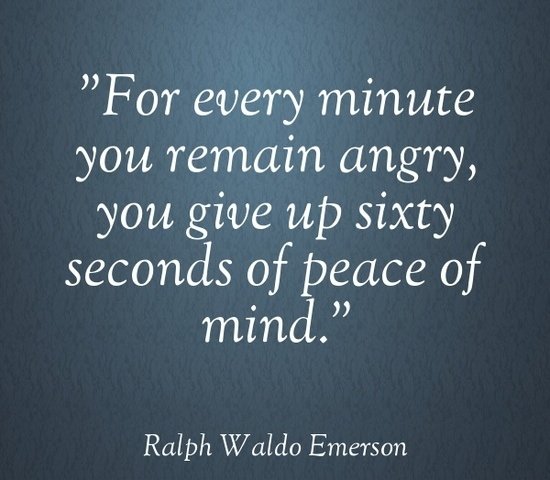 ”For every minute
you remain angry,
you give up sixty
seconds of peace of
mind.”
Ralph Waldo Emerson